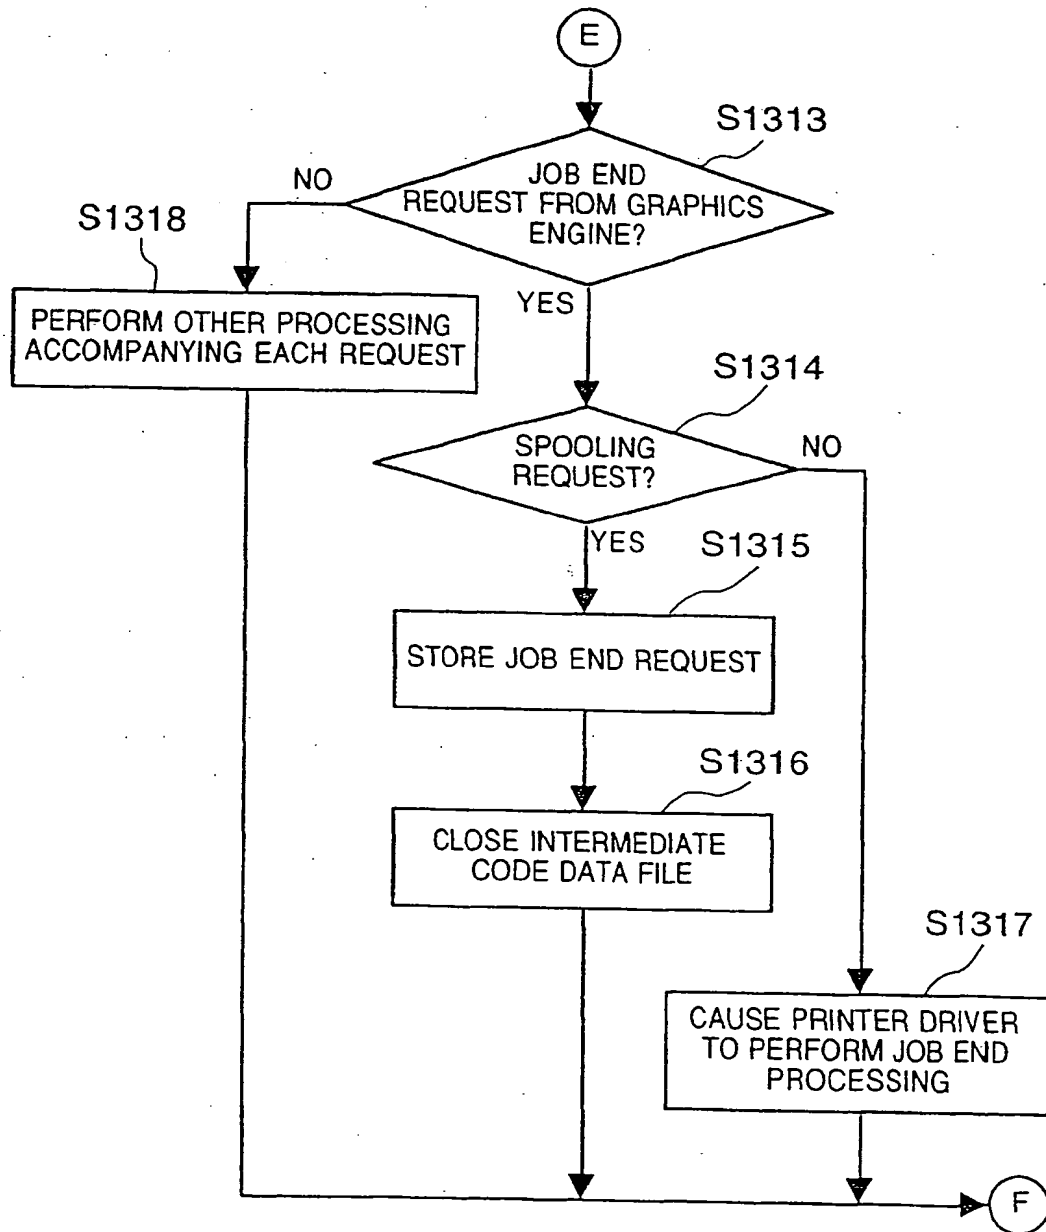 E
S1313
JOB END
REQUEST FROM GRAPHICS
ENGINE?
NO
YES
S1318
PERFORM OTHER PROCESSING
ACCOMPANYING EACH REQUEST
S1314
SPOOLING
REQUEST?
NO
YES
S1315
STORE JOB END REQUEST
S1316
CLOSE INTERMEDIATE
CODE DATA FILE
S1317
CAUSE PRINTER DRIVER
TO PERFORM JOB END
PROCESSING
F